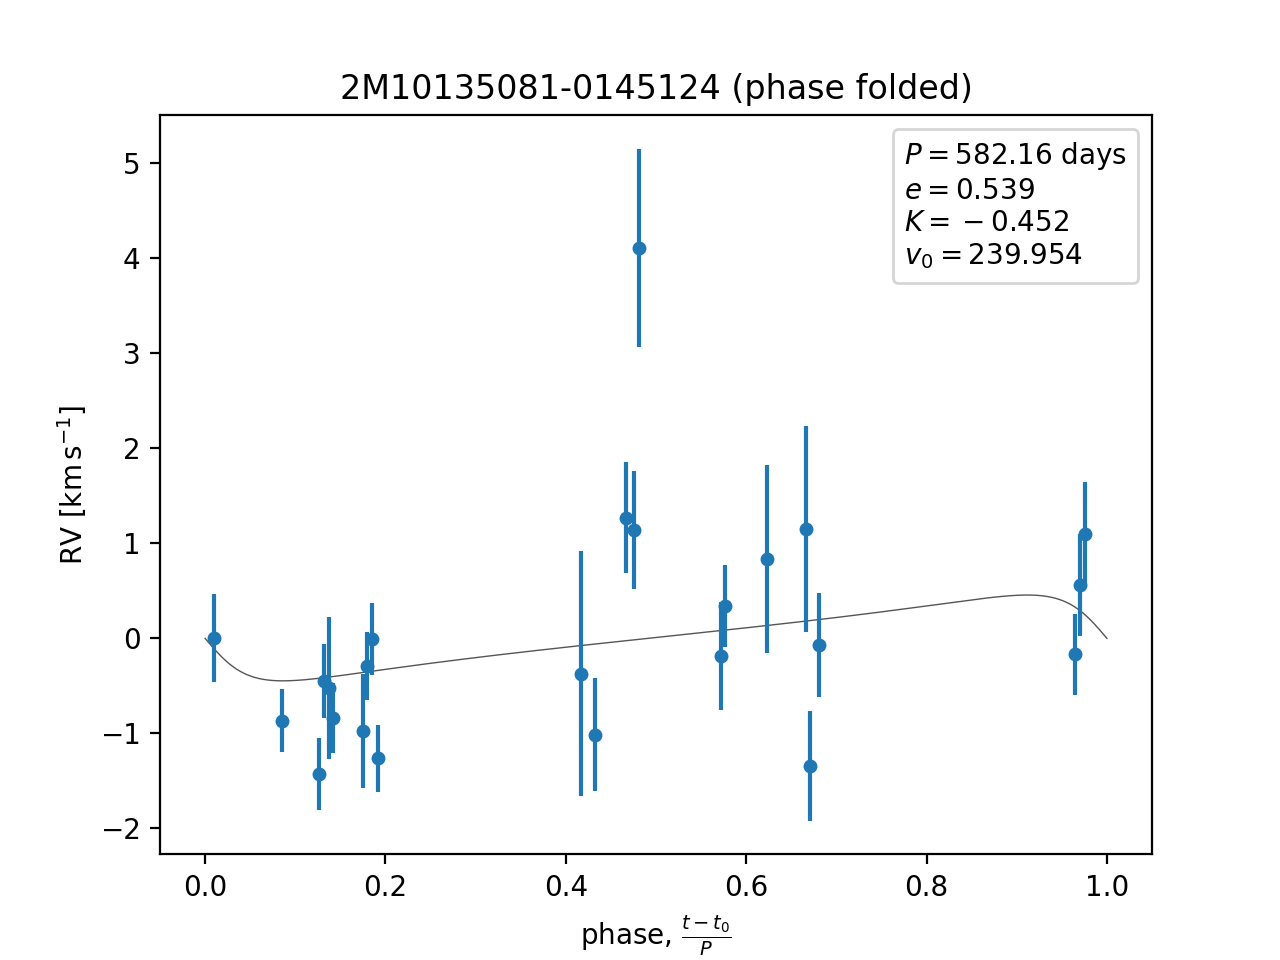 2M10135081-0145124 (phase folded)
P = 582.16 days
e = 0.539
K = −0.452
v₀ = 239.954
RV [km s⁻¹]
5
4
3
2
1
0
−1
−2
0.0 0.2 0.4 0.6 0.8 1.0
phase, (t − t₀)/P